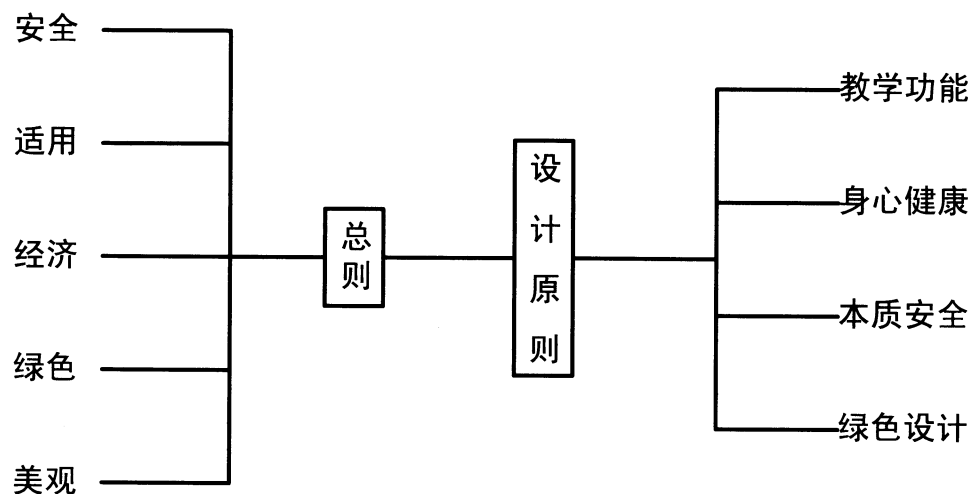 安全
适用
经济
绿色
美观
总则
设计原则
教学功能
身心健康
本质安全
绿色设计